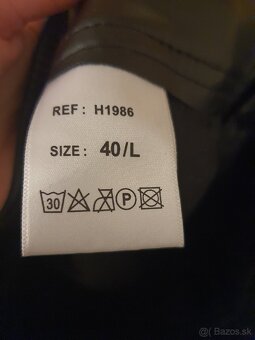 REF: H1986
SIZE: 40/L
30 P
Bazos.sk